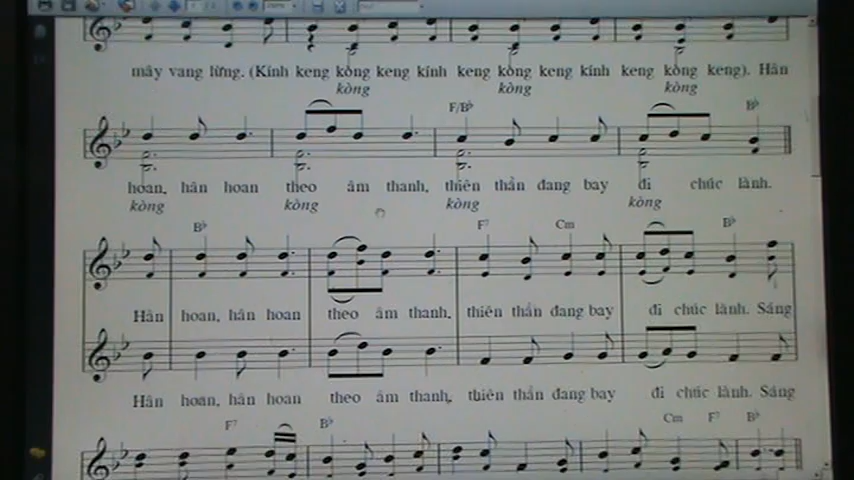 mây vang lừng. (Kính keng kòng keng kính keng kòng keng kính keng kòng keng). Hân
kòng kòng kòng
F/B♭ B♭
hoan, hân hoan theo âm thanh, thiên thần đang bay đi chúc lành.
kòng kòng kòng kòng
B♭ F7 Cm B♭
Hân hoan, hân hoan theo âm thanh, thiên thần đang bay đi chúc lành. Sáng
Hân hoan, hân hoan theo âm thanh, thiên thần đang bay đi chúc lành. Sáng
F7 B♭ Cm F7 B♭